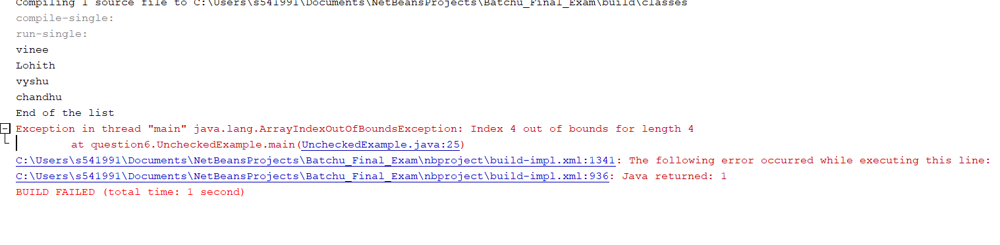 Compiling 1 source file to C:\Users\s541991\Documents\NetBeansProjects\Batchu_Final_Exam\build\classes
compile-single:
run-single:
vinee
Lohith
vyshu
chandhu
End of the list
Exception in thread "main" java.lang.ArrayIndexOutOfBoundsException: Index 4 out of bounds for length 4
at question6.UncheckedExample.main(UncheckedExample.java:25)
C:\Users\s541991\Documents\NetBeansProjects\Batchu_Final_Exam\nbproject\build-impl.xml:1341: The following error occurred while executing this line:
C:\Users\s541991\Documents\NetBeansProjects\Batchu_Final_Exam\nbproject\build-impl.xml:936: Java returned: 1
BUILD FAILED (total time: 1 second)